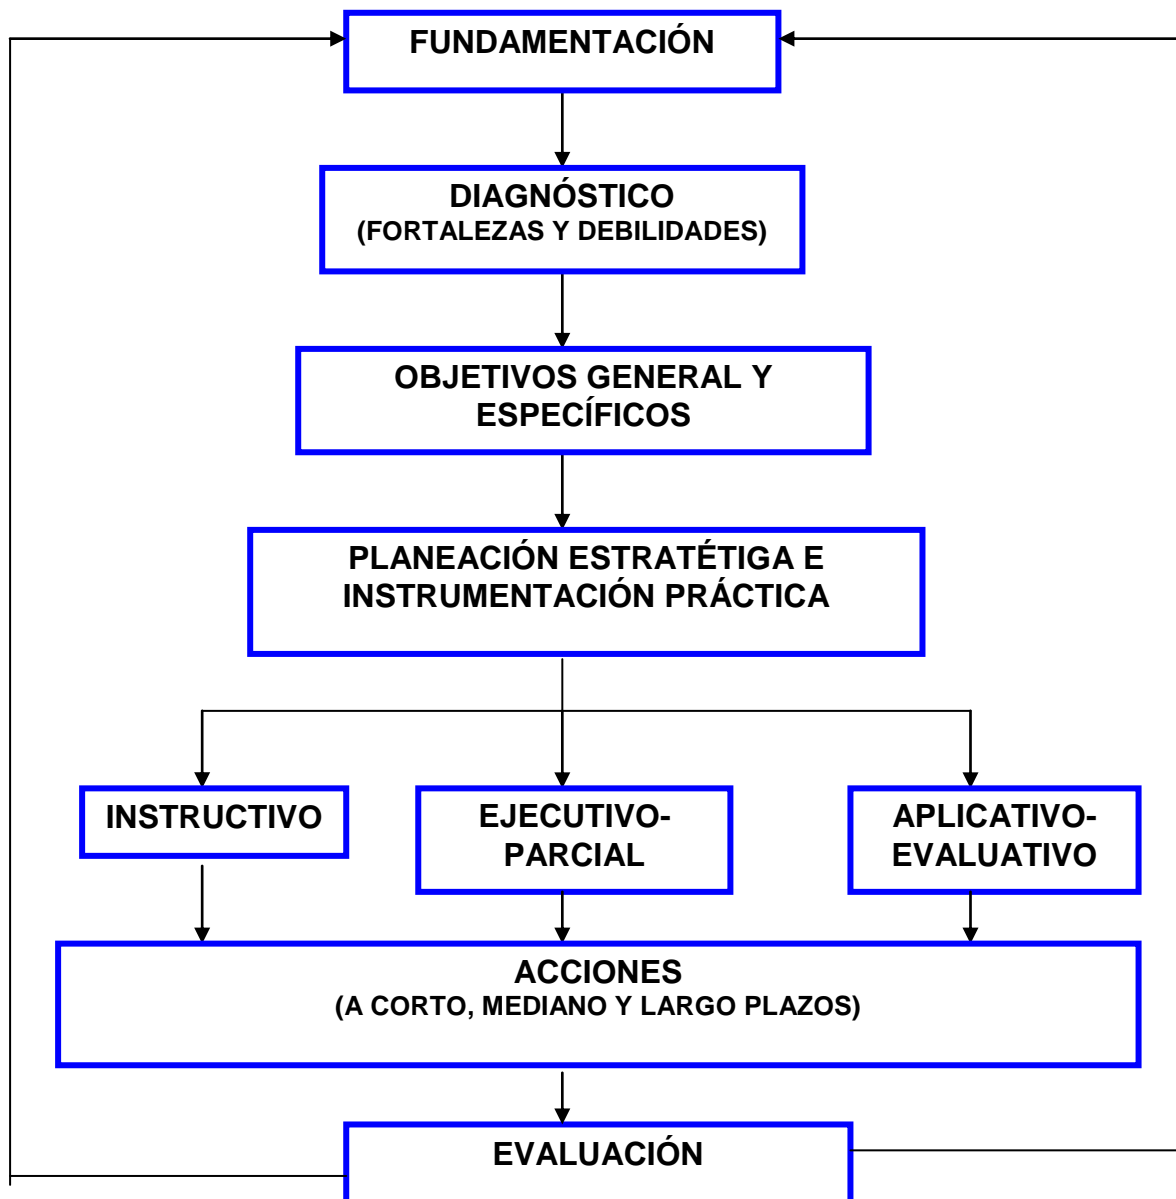 FUNDAMENTACIÓN
DIAGNÓSTICO
(FORTALEZAS Y DEBILIDADES)
OBJETIVOS GENERAL Y
ESPECÍFICOS
PLANEACIÓN ESTRATÉTIGA E
INSTRUMENTACIÓN PRÁCTICA
INSTRUCTIVO
EJECUTIVO-
PARCIAL
APLICATIVO-
EVALUATIVO
ACCIONES
(A CORTO, MEDIANO Y LARGO PLAZOS)
EVALUACIÓN